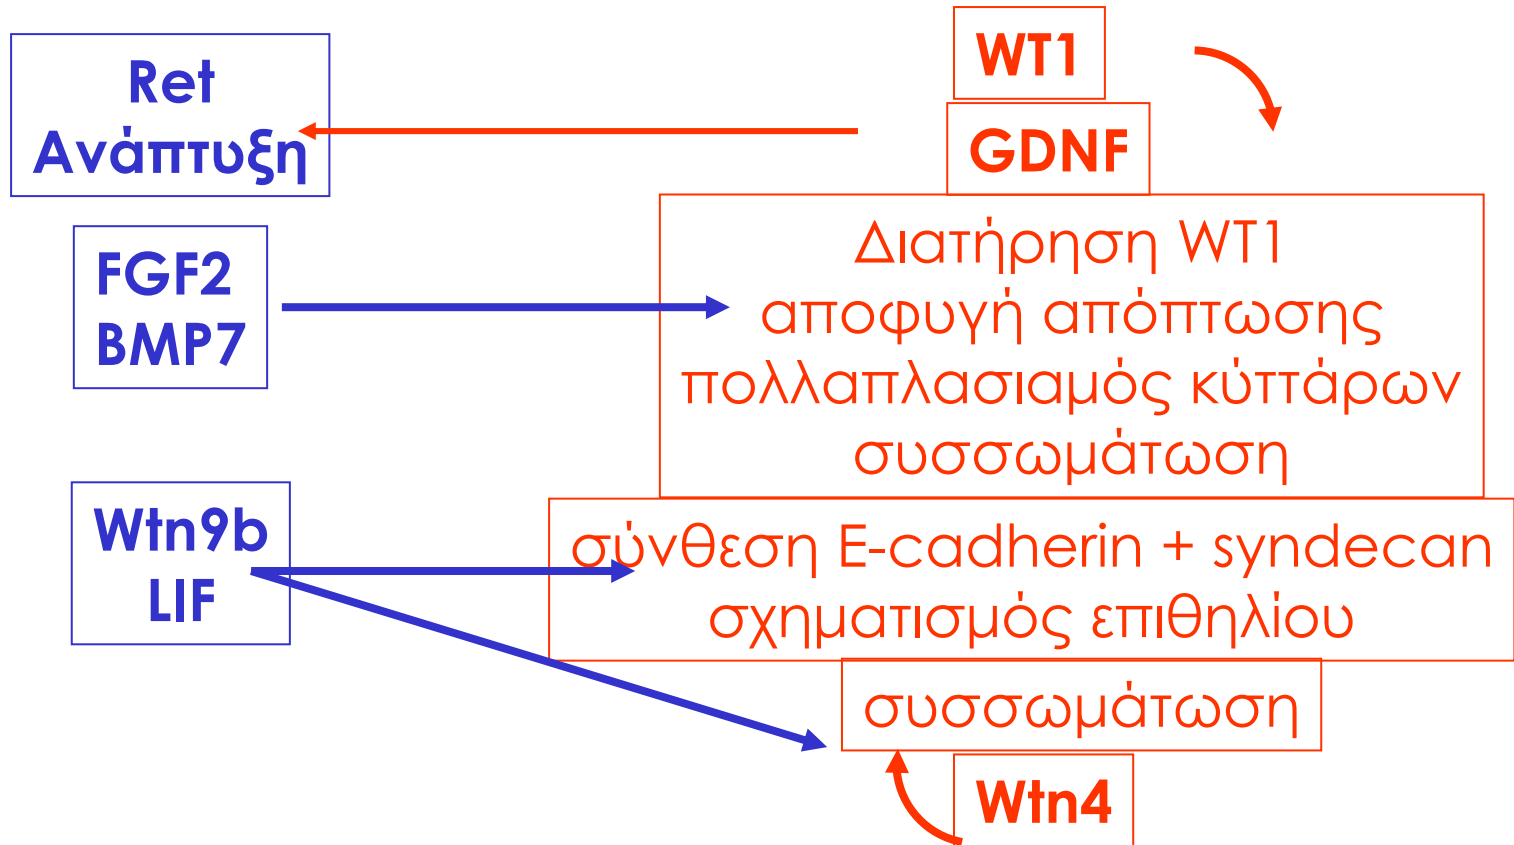 Ret
Ανάπτυξη
FGF2
BMP7
Wtn9b
LIF
WT1
GDNF
Διατήρηση WT1
αποφυγή απόπτωσης
πολλαπλασιαμός κύττάρων
συσσωμάτωση
σύνθεση E-cadherin + syndecan
σχηματισμός επιθηλίου
συσσωμάτωση
Wtn4